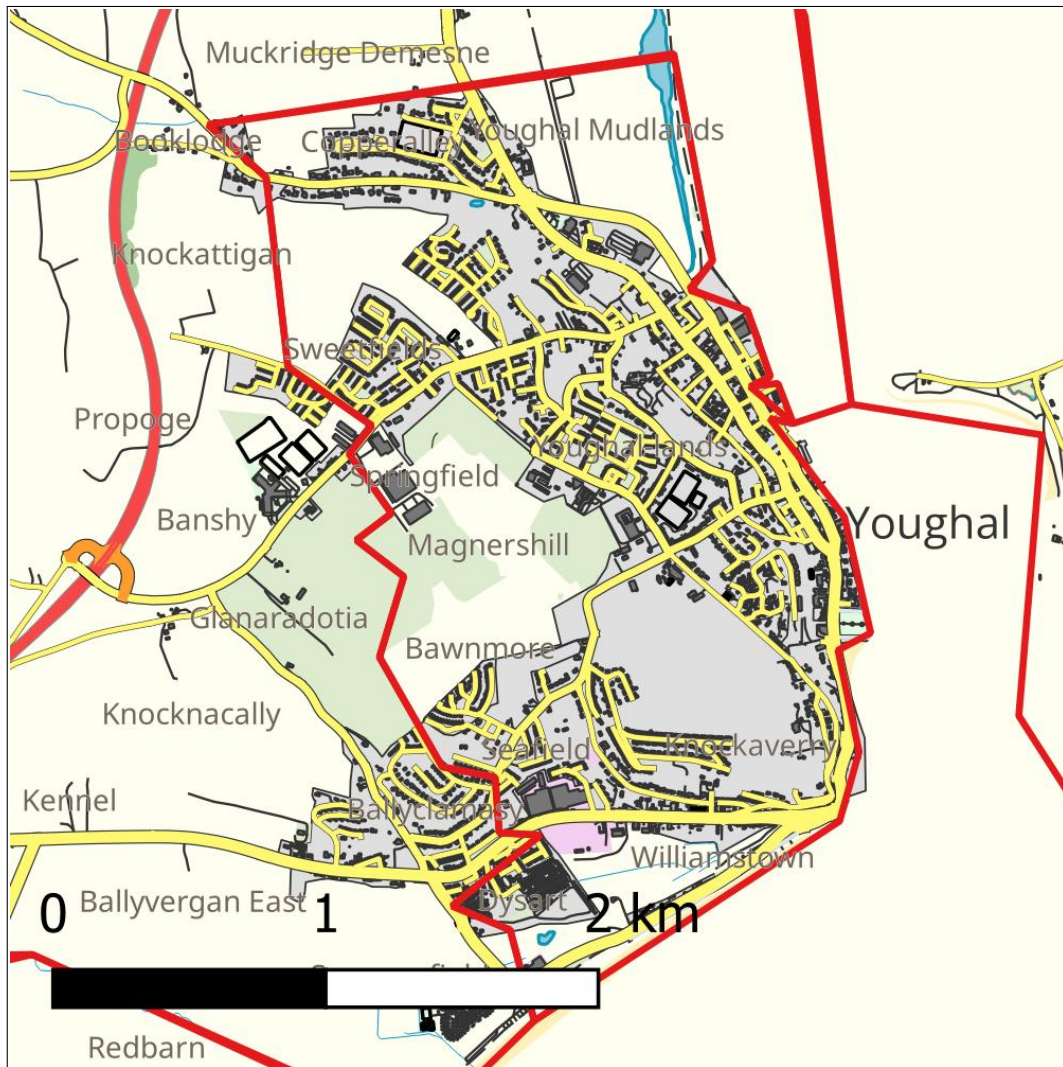 Muckridge Demesne
Booklodge
Copperalley
Youghal Mudlands
Knockattigan
Sweetfields
Propoge
Youghal-lands
Springfield
Banshy
Magnershill
Youghal
Glanaradotia
Bawnmore
Knocknacally
Seafield
Knockaverry
Kennel
Ballyclamasy
Williamstown
Ballyvergan East
Dysart
0 1 2 km
Redbarn